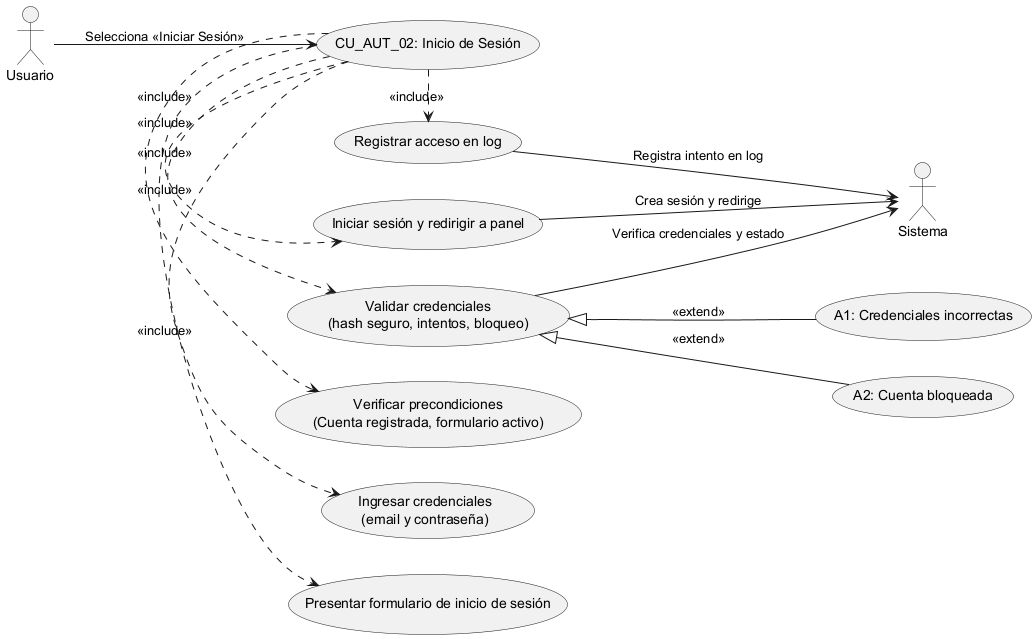 Selecciona «Iniciar Sesión»
CU_AUT_02: Inicio de Sesión
Usuario
«include»
«include»
«include»
Registrar acceso en log
Registra intento en log
«include»
«include»
Crea sesión y redirige
Iniciar sesión y redirigir a panel
Sistema
Verifica credenciales y estado
Validar credenciales
(hash seguro, intentos, bloqueo)
«extend»
A1: Credenciales incorrectas
«include»
«extend»
A2: Cuenta bloqueada
Verificar precondiciones
(Cuenta registrada, formulario activo)
Ingresar credenciales
(email y contraseña)
Presentar formulario de inicio de sesión